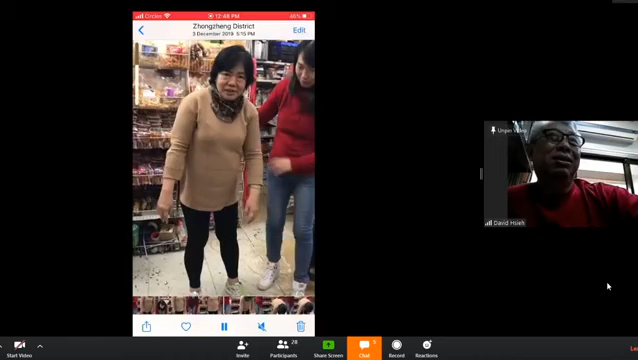 Circles
12:48 PM
46%
Zhongzheng District
3 December 2019 5:15 PM
Edit
Unpin Video
David Hsieh
Start Video
Invite
Participants
28
Share Screen
Chat
Record
Reactions